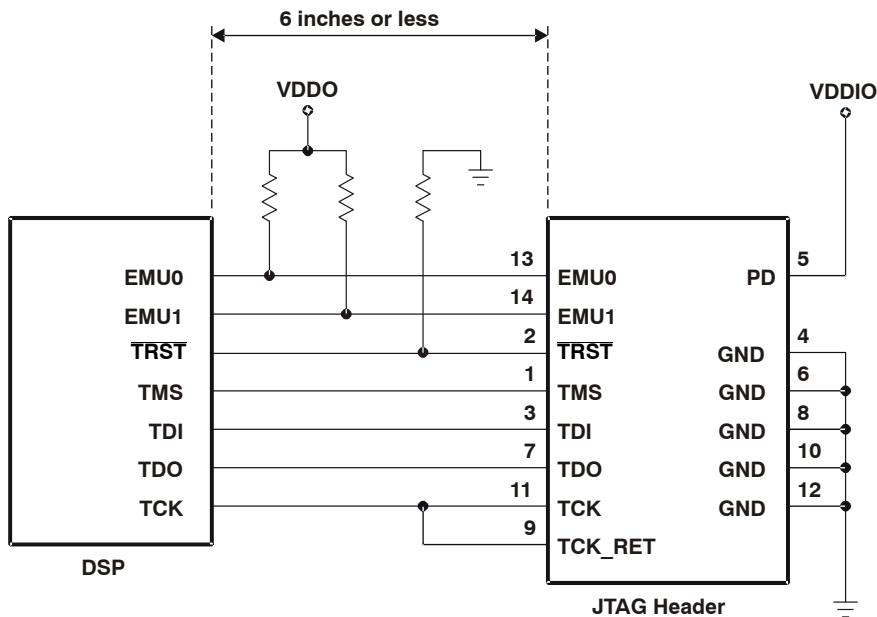 6 inches or less
VDDO
VDDIO
13
5
EMU0
EMU0
PD
14
EMU1
EMU1
2
4
TRST
TRST
GND
1
6
TMS
TMS
GND
3
8
TDI
TDI
GND
7
10
TDO
TDO
GND
11
12
TCK
TCK
GND
9
TCK_RET
DSP
JTAG Header